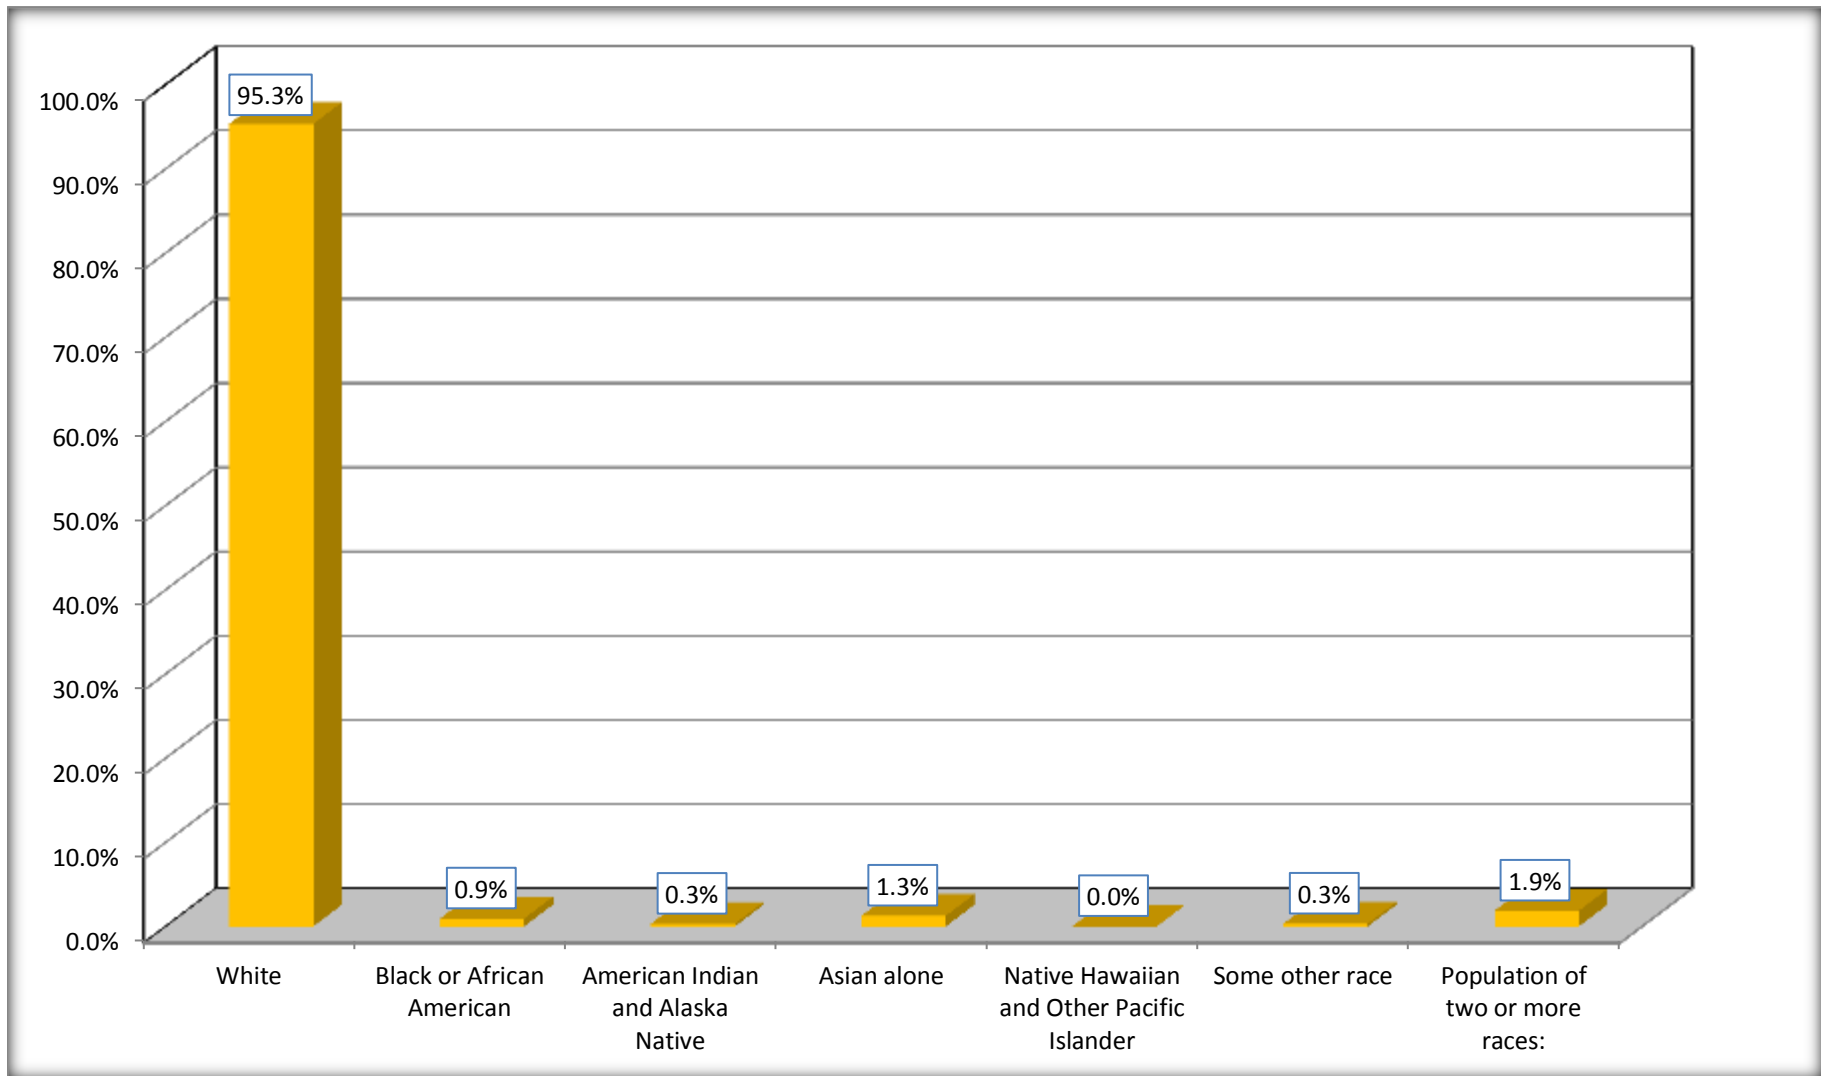 100.0%
90.0%
80.0%
70.0%
60.0%
50.0%
40.0%
30.0%
20.0%
10.0%
0.0%
95.3%
0.9%
0.3%
1.3%
0.0%
0.3%
1.9%
White
Black or African
American
American Indian
and Alaska
Native
Asian alone
Native Hawaiian
and Other Pacific
Islander
Some other race
Population of
two or more
races: